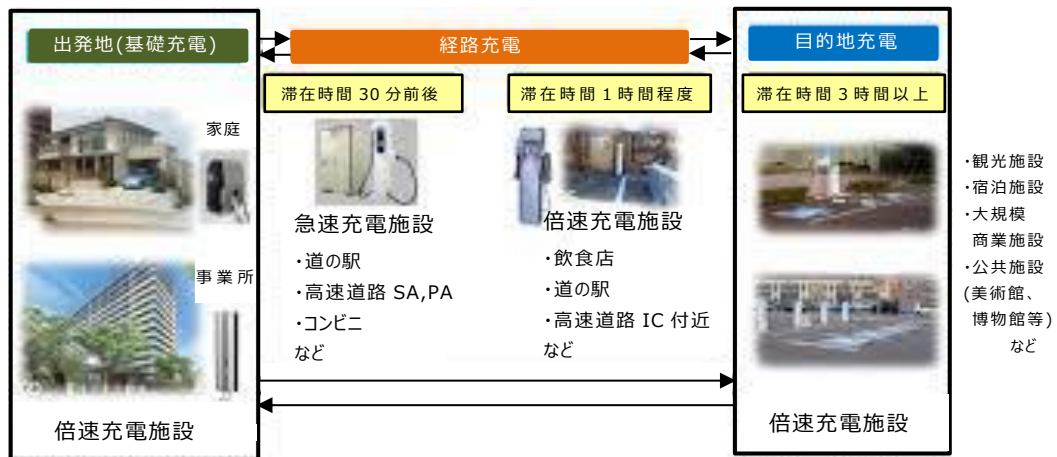 出発地(基礎充電)
家庭
事業所
倍速充電施設
経路充電
滞在時間30分前後
急速充電施設
・道の駅
・高速道路 SA,PA
・コンビニ
など
滞在時間1時間程度
倍速充電施設
・飲食店
・道の駅
・高速道路 IC 付近
など
目的地充電
滞在時間3時間以上
倍速充電施設
・観光施設
・宿泊施設
・大規模
商業施設
・公共施設
(美術館、
博物館等)
など